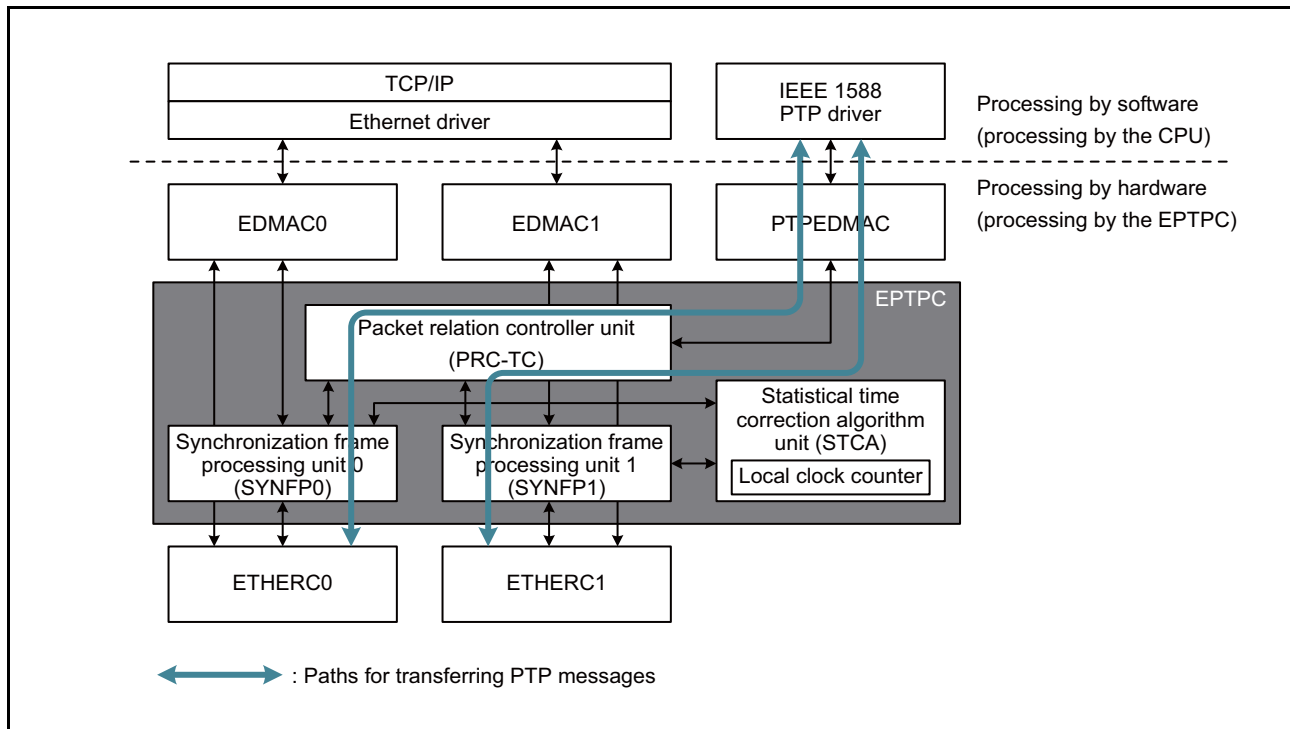 TCP/IP
Ethernet driver
IEEE 1588
PTP driver
Processing by software
(processing by the CPU)
Processing by hardware
(processing by the EPTPC)
EDMAC0
EDMAC1
PTPEDMAC
EPTPC
Packet relation controller unit
(PRC-TC)
Synchronization frame
processing unit 0
(SYNFP0)
Synchronization frame
processing unit 1
(SYNFP1)
Statistical time
correction algorithm
unit (STCA)
Local clock counter
ETHERC0
ETHERC1
: Paths for transferring PTP messages